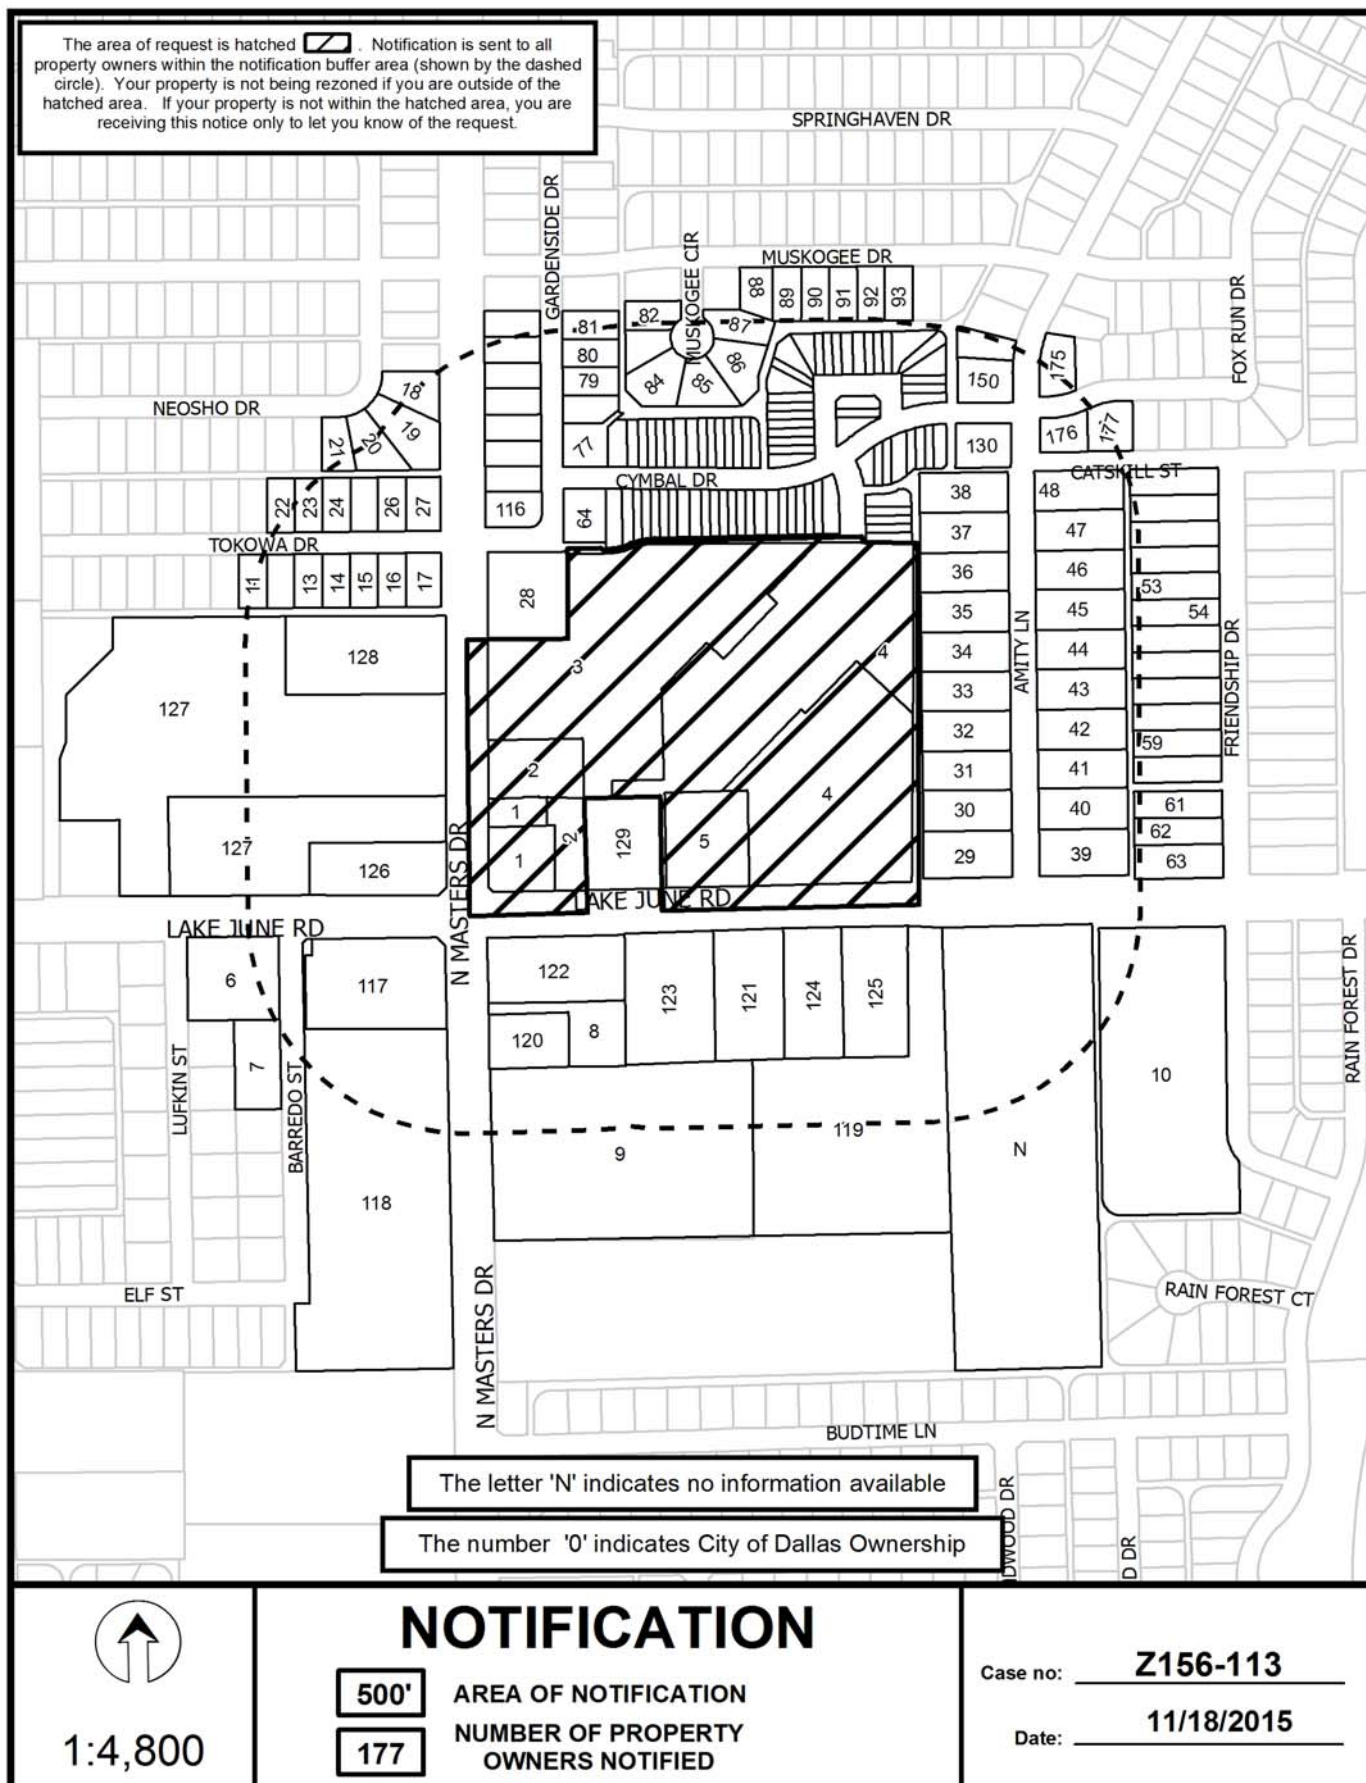 The area of request is hatched . Notification is sent to all
property owners within the notification buffer area (shown by the dashed
circle). Your property is not being rezoned if you are outside of the
hatched area. If your property is not within the hatched area, you are
receiving this notice only to let you know of the request.
SPRINGHAVEN DR
GARDENSIDE DR
MUSKOGEE CIR
MUSKOGEE DR
FOX RUN DR
88
89
90
91
92
93
81
82
87
80
79
84
85
86
150
175
18
NEOSHO DR
19
20
21
77
130
176
177
CATSKILL ST
CYMBAL DR
22
23
24
26
27
116
64
38
48
37
47
TOKOWA DR
11
13
14
15
16
17
28
36
46
53
35
45
54
AMITY LN
FRIENDSHIP DR
128
3
4
34
44
127
33
43
32
42
59
2
31
41
1
4
30
40
61
127
126
N MASTERS DR
1
2
129
5
29
39
62
63
LAKE JUNE RD
LAKE JUNE RD
6
117
122
123
121
124
125
RAIN FOREST DR
7
LUFKIN ST
BARREDO ST
120
8
10
9
119
N
118
ELF ST
N MASTERS DR
RAIN FOREST CT
BUDTIME LN
The letter 'N' indicates no information available
The number '0' indicates City of Dallas Ownership
DWOOD DR
D DR
NOTIFICATION
500' AREA OF NOTIFICATION
177 NUMBER OF PROPERTY
OWNERS NOTIFIED
1:4,800
Case no: Z156-113
Date: 11/18/2015